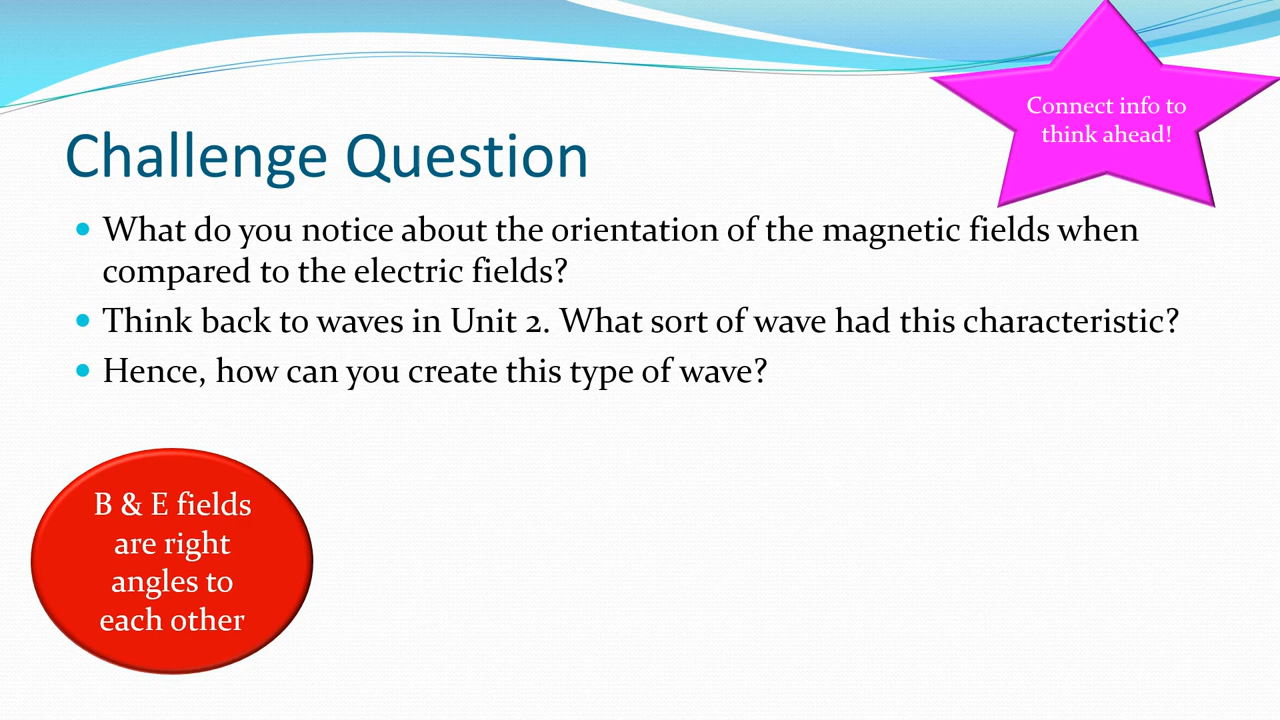 Connect info to
think ahead!
Challenge Question
• What do you notice about the orientation of the magnetic fields when
compared to the electric fields?
• Think back to waves in Unit 2. What sort of wave had this characteristic?
• Hence, how can you create this type of wave?
B & E fields
are right
angles to
each other